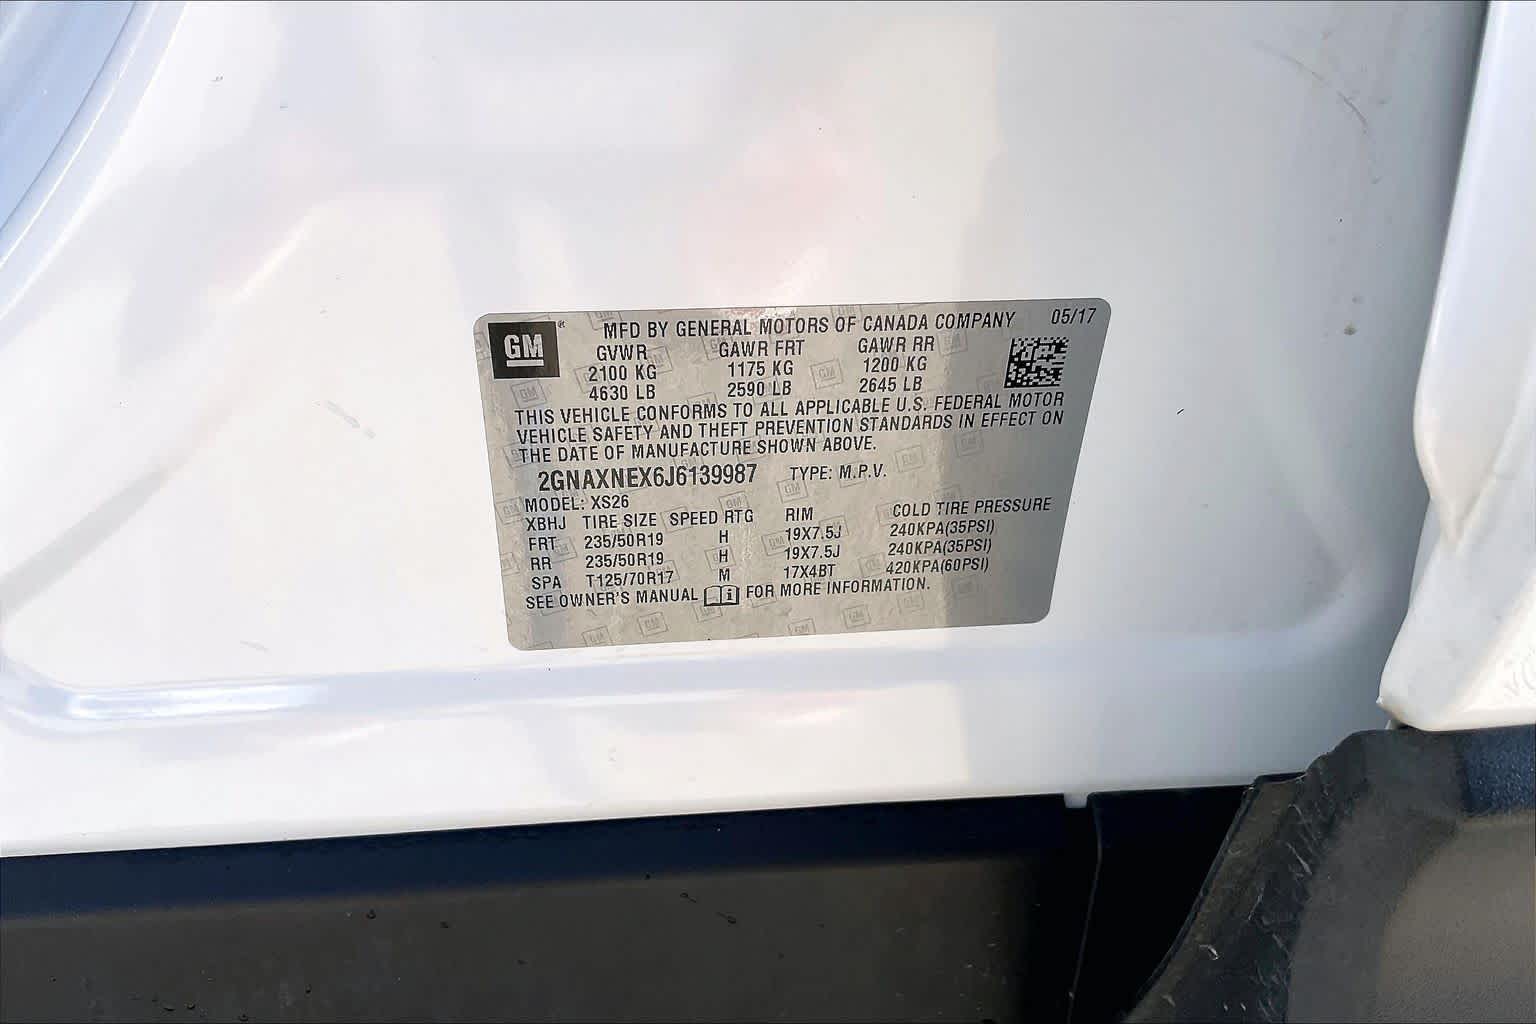 GM ® MFD BY GENERAL MOTORS OF CANADA COMPANY 05/17
GVWR GAWR FRT GAWR RR
2100 KG 1175 KG 1200 KG
4630 LB 2590 LB 2645 LB
THIS VEHICLE CONFORMS TO ALL APPLICABLE U.S. FEDERAL MOTOR
VEHICLE SAFETY AND THEFT PREVENTION STANDARDS IN EFFECT ON
THE DATE OF MANUFACTURE SHOWN ABOVE.
2GNAXNEX6J6139987 TYPE: M.P.V.
MODEL: XS26
XBHJ TIRE SIZE SPEED RTG RIM COLD TIRE PRESSURE
FRT 235/50R19 H 19X7.5J 240KPA(35PSI)
RR 235/50R19 H 19X7.5J 240KPA(35PSI)
SPA T125/70R17 M 17X4BT 420KPA(60PSI)
SEE OWNER'S MANUAL i FOR MORE INFORMATION.